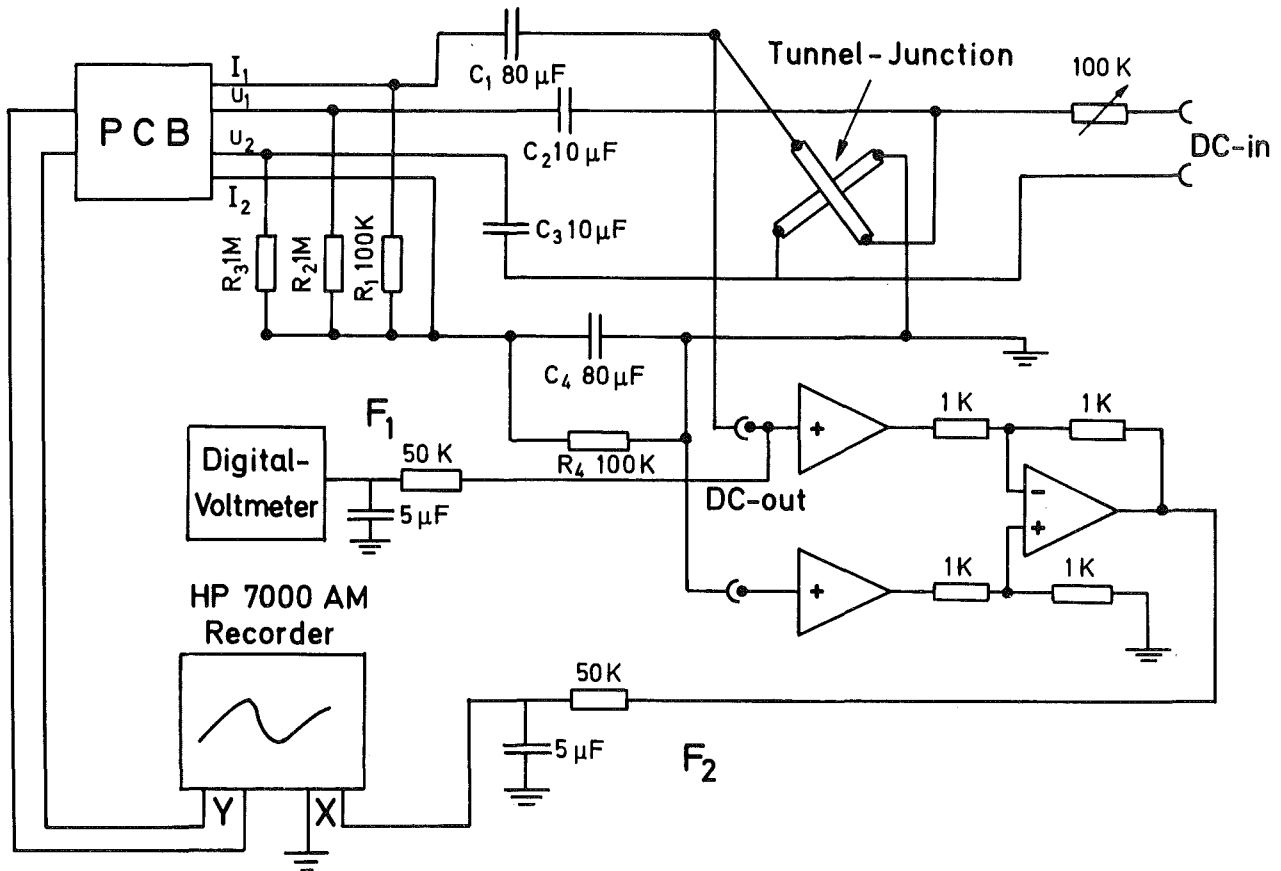 C₁ 80 µF
Tunnel-Junction
100 K
I₁
u₁
PCB
u₂
I₂
C₂ 10 µF
DC-in
C₃ 10 µF
R₃ 1M
R₂ 1M
R₁ 100K
C₄ 80 µF
F₁
1 K
1 K
Digital-
Voltmeter
50 K
R₄ 100K
+
DC-out
5 µF
-
+
1 K
1 K
+
HP 7000 AM
Recorder
50 K
5 µF
F₂
Y
X